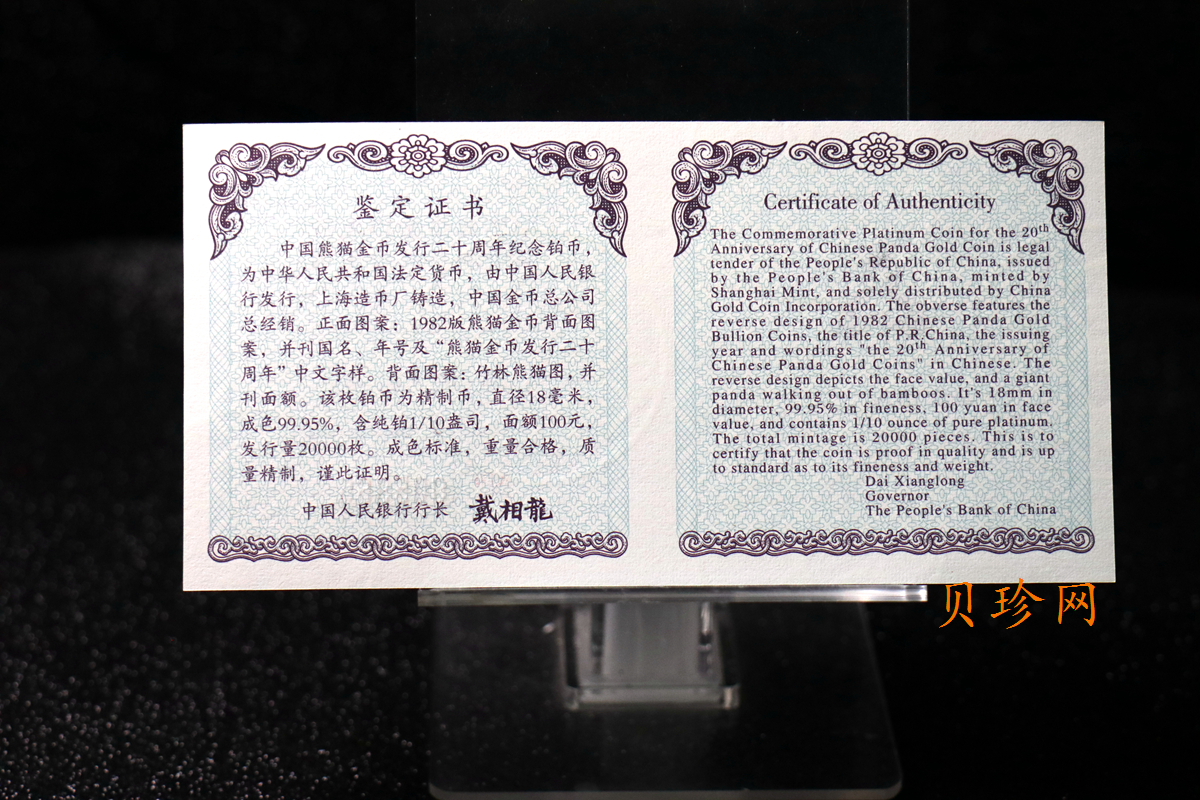 鉴定证书
中国熊猫金币发行二十周年纪念铂币，
为中华人民共和国法定货币，由中国人民银
行发行，上海造币厂铸造，中国金币总公司
总经销。正面图案：1982版熊猫金币背面图
案，并刊国名、年号及“熊猫金币发行二十
周年”中文字样。背面图案：竹林熊猫图，并
刊面额。该枚铂币为精制币，直径18毫米，
成色99.95%，含纯铂1/10盎司，面额100元，
发行量20000枚。成色标准，重量合格，质
量精制，谨此证明。
中国人民银行行长 戴相龍
Certificate of Authenticity
The Commemorative Platinum Coin for the 20th
Anniversary of Chinese Panda Gold Coin is legal
tender of the People's Republic of China, issued
by the People's Bank of China, minted by
Shanghai Mint, and solely distributed by China
Gold Coin Incorporation. The obverse features the
reverse design of 1982 Chinese Panda Gold
Bullion Coins, the title of P.R.China, the issuing
year and wordings "the 20th Anniversary of
Chinese Panda Gold Coins" in Chinese. The
reverse design depicts the face value, and a giant
panda walking out of bamboos. It's 18mm in
diameter, 99.95% in fineness, 100 yuan in face
value, and contains 1/10 ounce of pure platinum.
The total mintage is 20000 pieces. This is to
certify that the coin is proof in quality and is up
to standard as to its fineness and weight.
Dai Xianglong
Governor
The People's Bank of China
贝珍网